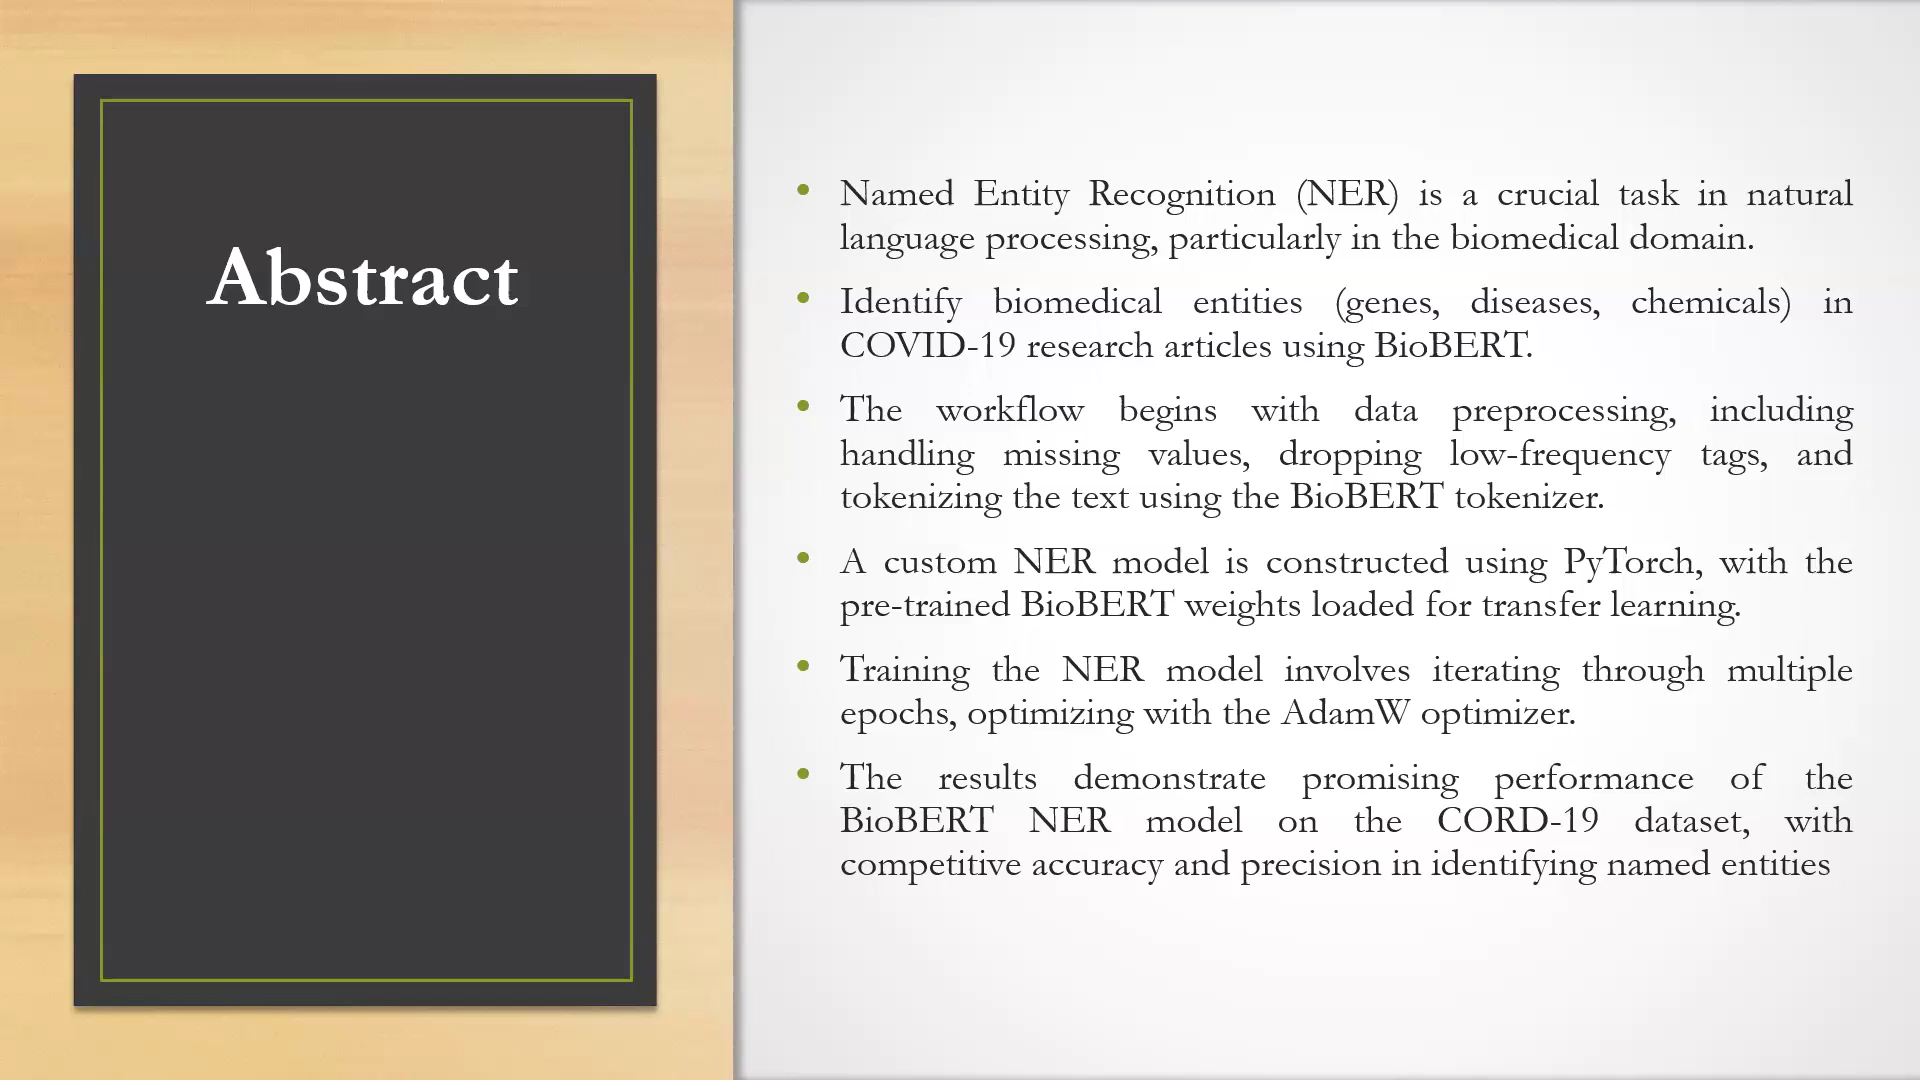 Abstract
• Named Entity Recognition (NER) is a crucial task in natural
language processing, particularly in the biomedical domain.
• Identify biomedical entities (genes, diseases, chemicals) in
COVID-19 research articles using BioBERT.
• The workflow begins with data preprocessing, including
handling missing values, dropping low-frequency tags, and
tokenizing the text using the BioBERT tokenizer.
• A custom NER model is constructed using PyTorch, with the
pre-trained BioBERT weights loaded for transfer learning.
• Training the NER model involves iterating through multiple
epochs, optimizing with the AdamW optimizer.
• The results demonstrate promising performance of the
BioBERT NER model on the CORD-19 dataset, with
competitive accuracy and precision in identifying named entities